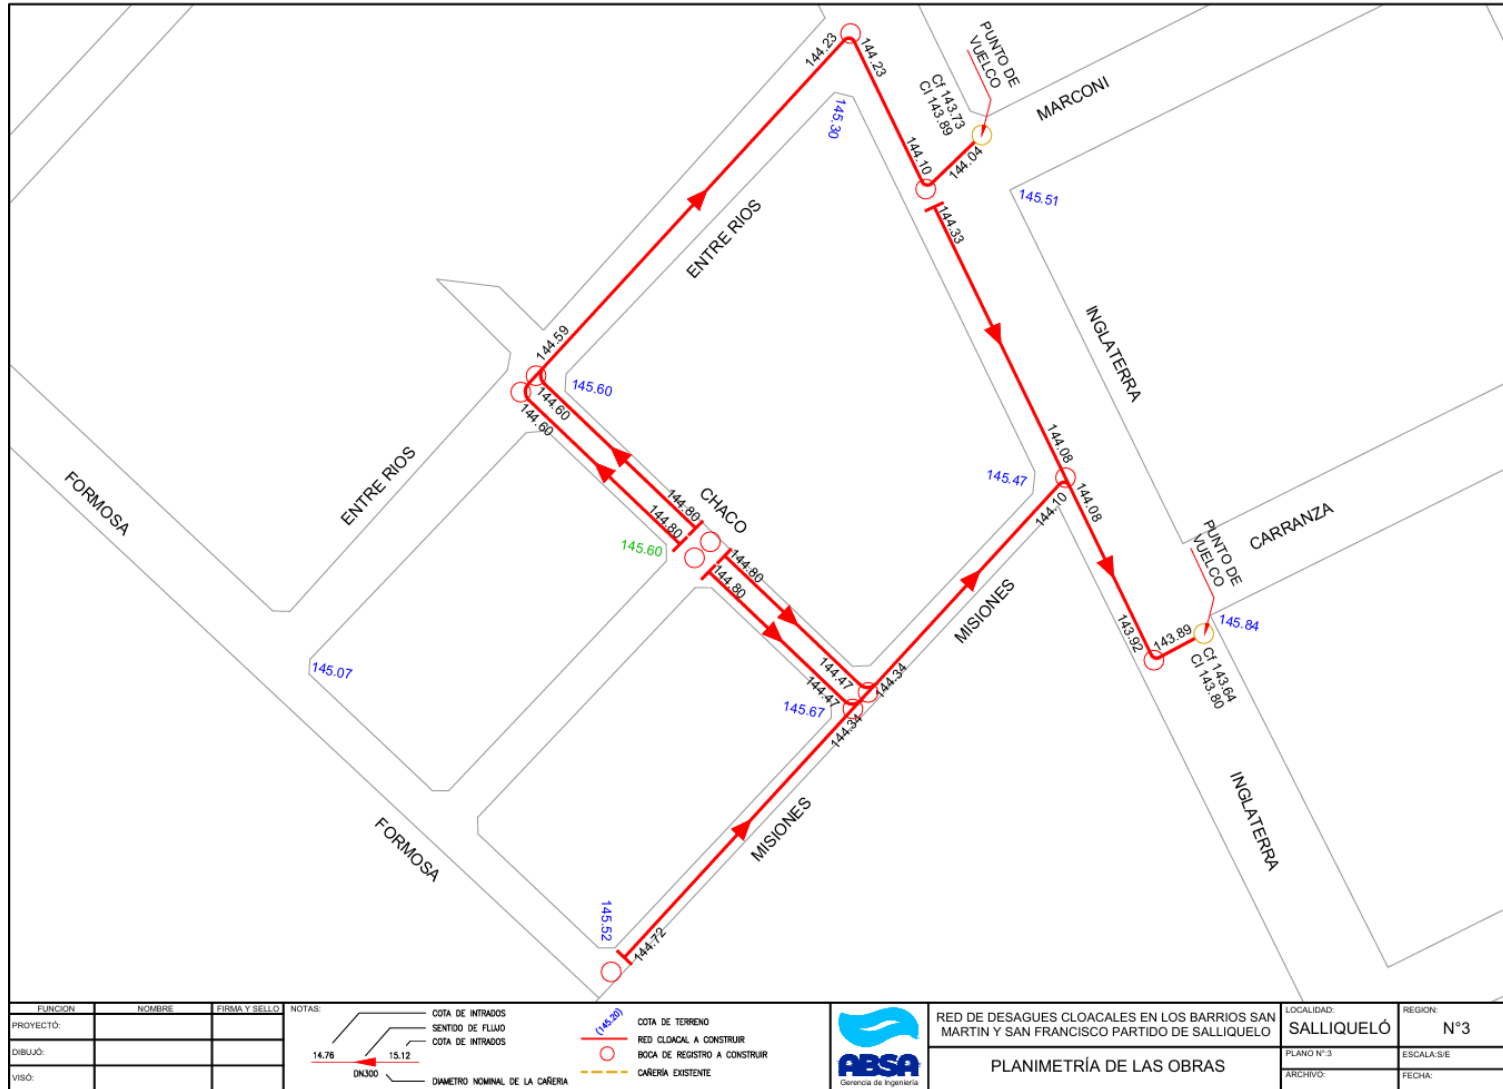 144.23
144.23
145.30
PUNTO DE
VUELCO
Cf 143.73
CI 143.89
MARCONI
144.10
144.04
144.33
145.51
ENTRE RIOS
INGLATERRA
144.59
145.60
144.60
144.60
ENTRE RIOS
FORMOSA
CHACO
144.80
144.80
145.60
144.80
144.80
145.47
144.08
144.10
144.08
CARRANZA
PUNTO DE
VUELCO
MISIONES
145.84
143.92
143.89
Cf 143.64
CI 143.80
145.07
144.47
144.47
144.34
144.34
145.67
INGLATERRA
MISIONES
FORMOSA
145.52
144.72
FUNCION
NOMBRE
FIRMA Y SELLO
PROYECTÓ:
DIBUJÓ:
VISÓ:
NOTAS:
COTA DE INTRADOS
SENTIDO DE FLUJO
COTA DE INTRADOS
14.76
15.12
DN300
DIAMETRO NOMINAL DE LA CAÑERIA
(145.20)
COTA DE TERRENO
RED CLOACAL A CONSTRUIR
BOCA DE REGISTRO A CONSTRUIR
CAÑERÍA EXISTENTE
ABSA
Gerencia de Ingeniería
RED DE DESAGUES CLOACALES EN LOS BARRIOS SAN
MARTIN Y SAN FRANCISCO PARTIDO DE SALLIQUELO
PLANIMETRÍA DE LAS OBRAS
LOCALIDAD:
SALLIQUELÓ
REGION:
N°3
PLANO N°:3
ESCALA:S/E
ARCHIVO:
FECHA: